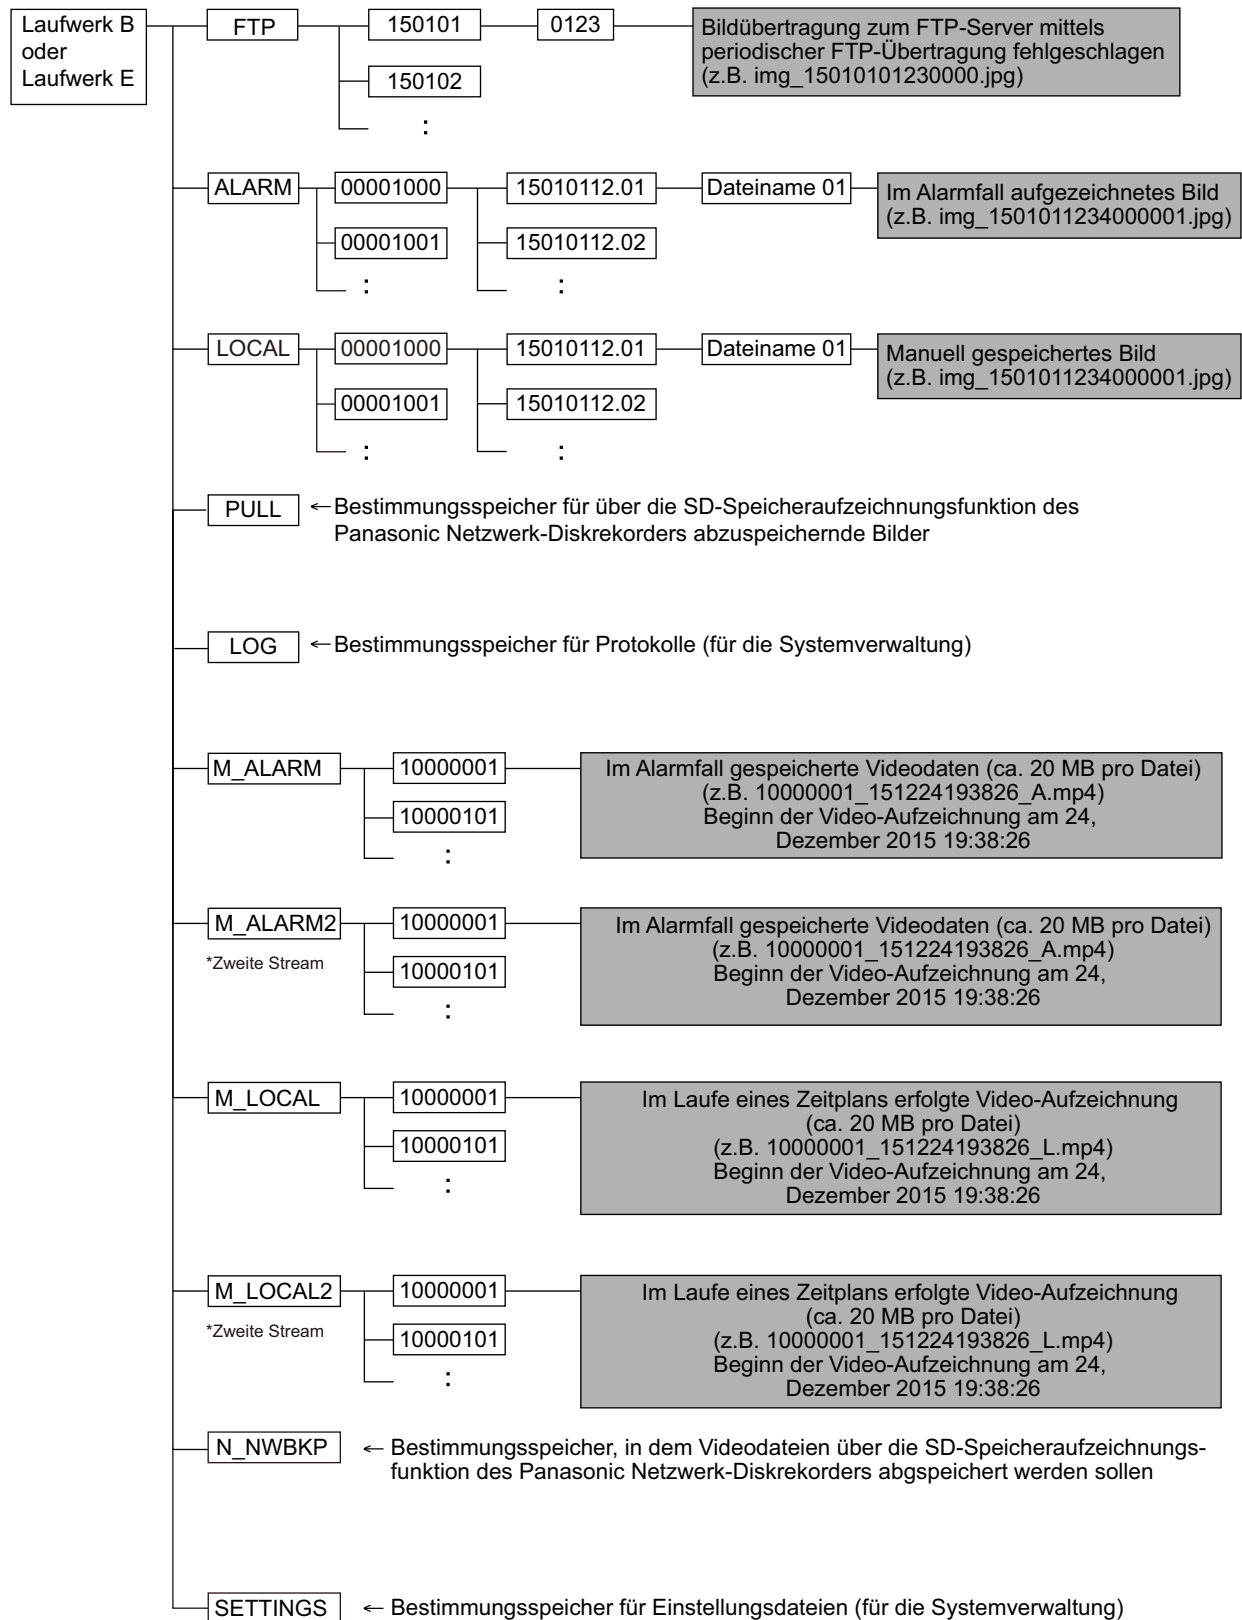 Laufwerk B
oder
Laufwerk E
FTP
150101
0123
Bildübertragung zum FTP-Server mittels
periodischer FTP-Übertragung fehlgeschlagen
(z.B. img_15010101230000.jpg)
150102
:
ALARM
00001000
15010112.01
Dateiname 01
Im Alarmfall aufgezeichnetes Bild
(z.B. img_1501011234000001.jpg)
00001001
15010112.02
:
:
LOCAL
00001000
15010112.01
Dateiname 01
Manuell gespeichertes Bild
(z.B. img_1501011234000001.jpg)
00001001
15010112.02
:
:
PULL
←Bestimmungsspeicher für über die SD-Speicheraufzeichnungsfunktion des
Panasonic Netzwerk-Diskrekorders abzuspeichernde Bilder
LOG
←Bestimmungsspeicher für Protokolle (für die Systemverwaltung)
M_ALARM
10000001
Im Alarmfall gespeicherte Videodaten (ca. 20 MB pro Datei)
(z.B. 10000001_151224193826_A.mp4)
Beginn der Video-Aufzeichnung am 24,
Dezember 2015 19:38:26
10000101
:
M_ALARM2
*Zweite Stream
10000001
Im Alarmfall gespeicherte Videodaten (ca. 20 MB pro Datei)
(z.B. 10000001_151224193826_A.mp4)
Beginn der Video-Aufzeichnung am 24,
Dezember 2015 19:38:26
10000101
:
M_LOCAL
10000001
Im Laufe eines Zeitplans erfolgte Video-Aufzeichnung
(ca. 20 MB pro Datei)
(z.B. 10000001_151224193826_L.mp4)
Beginn der Video-Aufzeichnung am 24,
Dezember 2015 19:38:26
10000101
:
M_LOCAL2
*Zweite Stream
10000001
Im Laufe eines Zeitplans erfolgte Video-Aufzeichnung
(ca. 20 MB pro Datei)
(z.B. 10000001_151224193826_L.mp4)
Beginn der Video-Aufzeichnung am 24,
Dezember 2015 19:38:26
10000101
:
N_NWBKP
← Bestimmungsspeicher, in dem Videodateien über die SD-Speicheraufzeichnungs-
funktion des Panasonic Netzwerk-Diskrekorders abgspeichert werden sollen
SETTINGS
← Bestimmungsspeicher für Einstellungsdateien (für die Systemverwaltung)